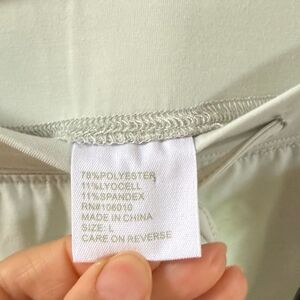 78%POLYESTER
11%LYOCELL
11%SPANDEX
RN#106010
MADE IN CHINA
SIZE: L
CARE ON REVERSE